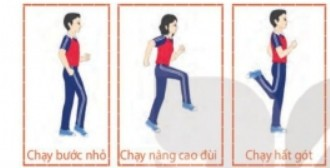 Chạy bước nhỏ
Chạy nâng cao đùi
Chạy hất gót